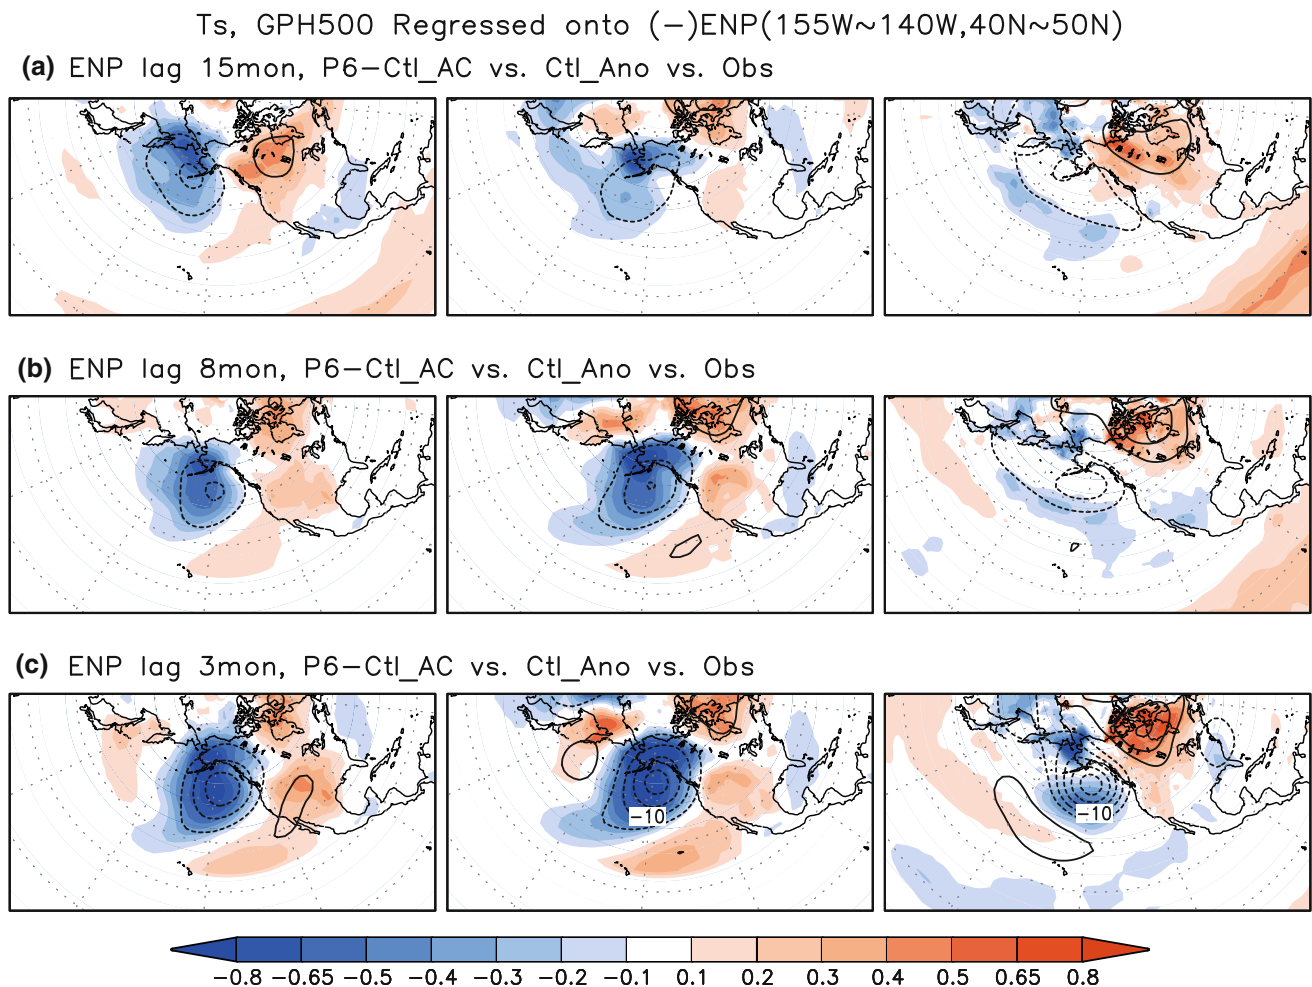 Ts, GPH500 Regressed onto (-)ENP(155W~140W,40N~50N)
(a) ENP lag 15mon, P6-Ctl_AC vs. Ctl_Ano vs. Obs
(b) ENP lag 8mon, P6-Ctl_AC vs. Ctl_Ano vs. Obs
(c) ENP lag 3mon, P6-Ctl_AC vs. Ctl_Ano vs. Obs
-10 -10
-0.8 -0.65 -0.5 -0.4 -0.3 -0.2 -0.1 0.1 0.2 0.3 0.4 0.5 0.65 0.8